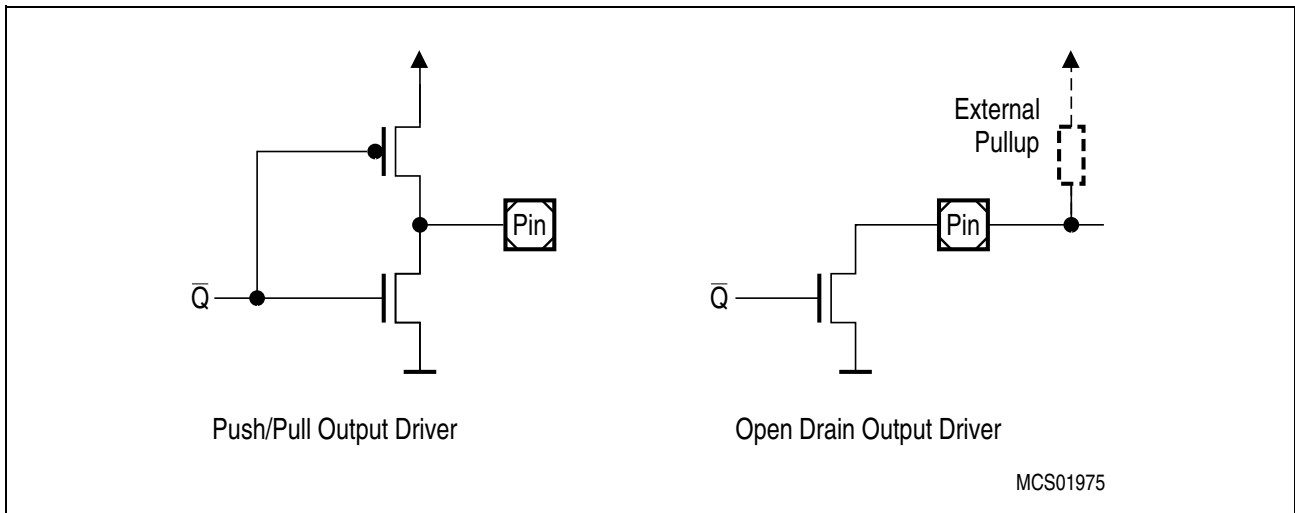 External
Pullup
Pin
Pin
Q̅
Q̅
Push/Pull Output Driver
Open Drain Output Driver
MCS01975